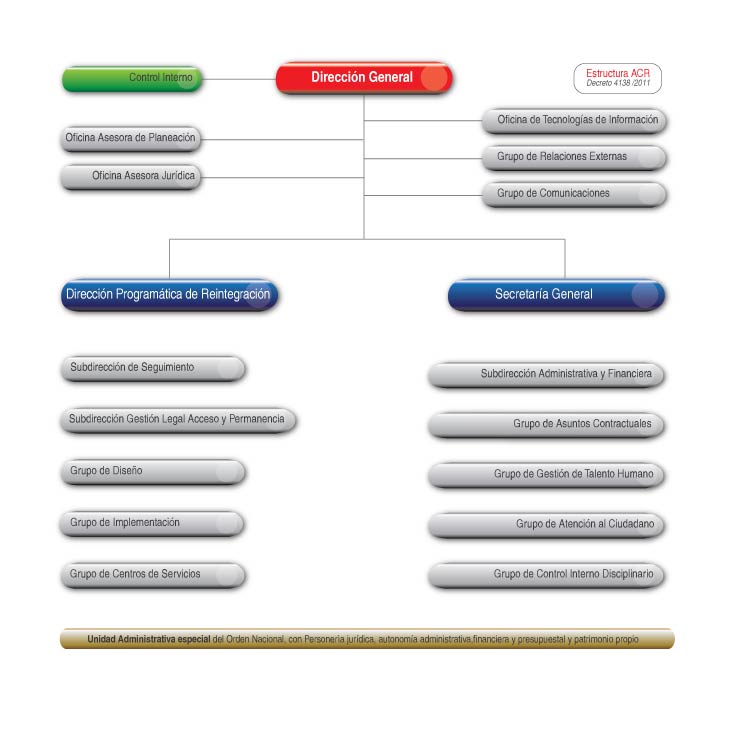 Control Interno
Dirección General
Estructura ACR
Decreto 4138 /2011
Oficina Asesora de Planeación
Oficina Asesora Jurídica
Oficina de Tecnologías de Información
Grupo de Relaciones Externas
Grupo de Comunicaciones
Dirección Programática de Reintegración
Secretaría General
Subdirección de Seguimiento
Subdirección Gestión Legal Acceso y Permanencia
Grupo de Diseño
Grupo de Implementación
Grupo de Centros de Servicios
Subdirección Administrativa y Financiera
Grupo de Asuntos Contractuales
Grupo de Gestión de Talento Humano
Grupo de Atención al Ciudadano
Grupo de Control Interno Disciplinario
Unidad Administrativa especial del Orden Nacional, con Personería jurídica, autonomía administrativa,financiera y presupuestal y patrimonio propio